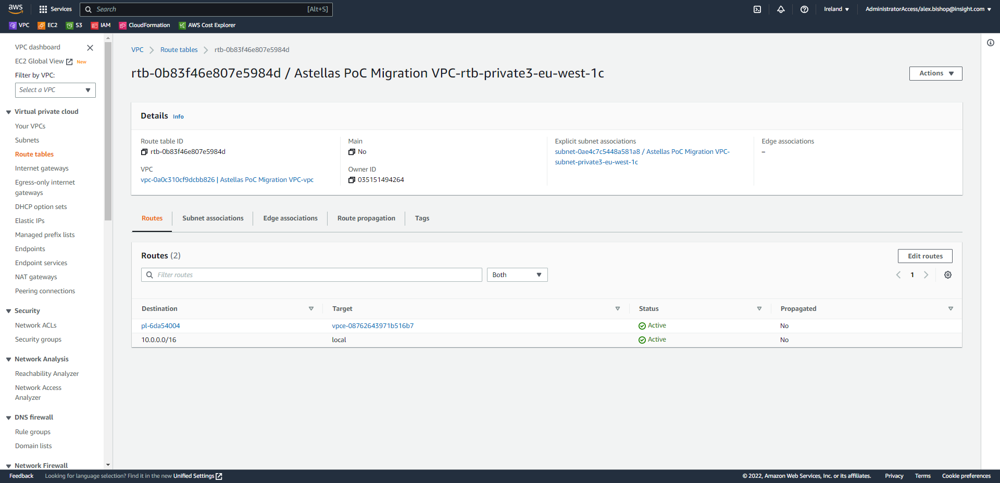 aws
Services
Search
[Alt+S]
Ireland
AdministratorAccess/alex.bishop@insight.com
VPC
EC2
S3
IAM
CloudFormation
AWS Cost Explorer
VPC dashboard
EC2 Global View
New
Filter by VPC:
Select a VPC
Virtual private cloud
Your VPCs
Subnets
Route tables
Internet gateways
Egress-only internet
gateways
DHCP option sets
Elastic IPs
Managed prefix lists
Endpoints
Endpoint services
NAT gateways
Peering connections
Security
Network ACLs
Security groups
Network Analysis
Reachability Analyzer
Network Access
Analyzer
DNS firewall
Rule groups
Domain lists
Network Firewall
VPC
Route tables
rtb-0b83f46e807e5984d
rtb-0b83f46e807e5984d / Astellas PoC Migration VPC-rtb-private3-eu-west-1c
Actions
Details Info
Route table ID
rtb-0b83f46e807e5984d
VPC
vpc-0a0c310cf9dcbb826 | Astellas PoC Migration VPC-vpc
Main
No
Owner ID
035151494264
Explicit subnet associations
subnet-0ae4c7c5448a581a8 / Astellas PoC Migration VPC-
subnet-private3-eu-west-1c
Edge associations
–
Routes
Subnet associations
Edge associations
Route propagation
Tags
Routes (2)
Edit routes
Filter routes
Both
1
Destination
Target
Status
Propagated
pl-6da54004
vpce-08762643971b516b7
Active
No
10.0.0.0/16
local
Active
No
Feedback
Looking for language selection? Find it in the new Unified Settings
© 2022, Amazon Web Services, Inc. or its affiliates.
Privacy
Terms
Cookie preferences